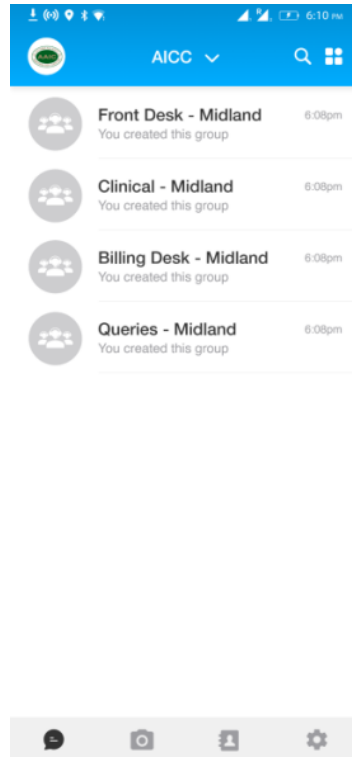 6:10 PM
AAIC
AICC
Front Desk - Midland
6:08pm
You created this group
Clinical - Midland
6:08pm
You created this group
Billing Desk - Midland
6:08pm
You created this group
Queries - Midland
6:08pm
You created this group